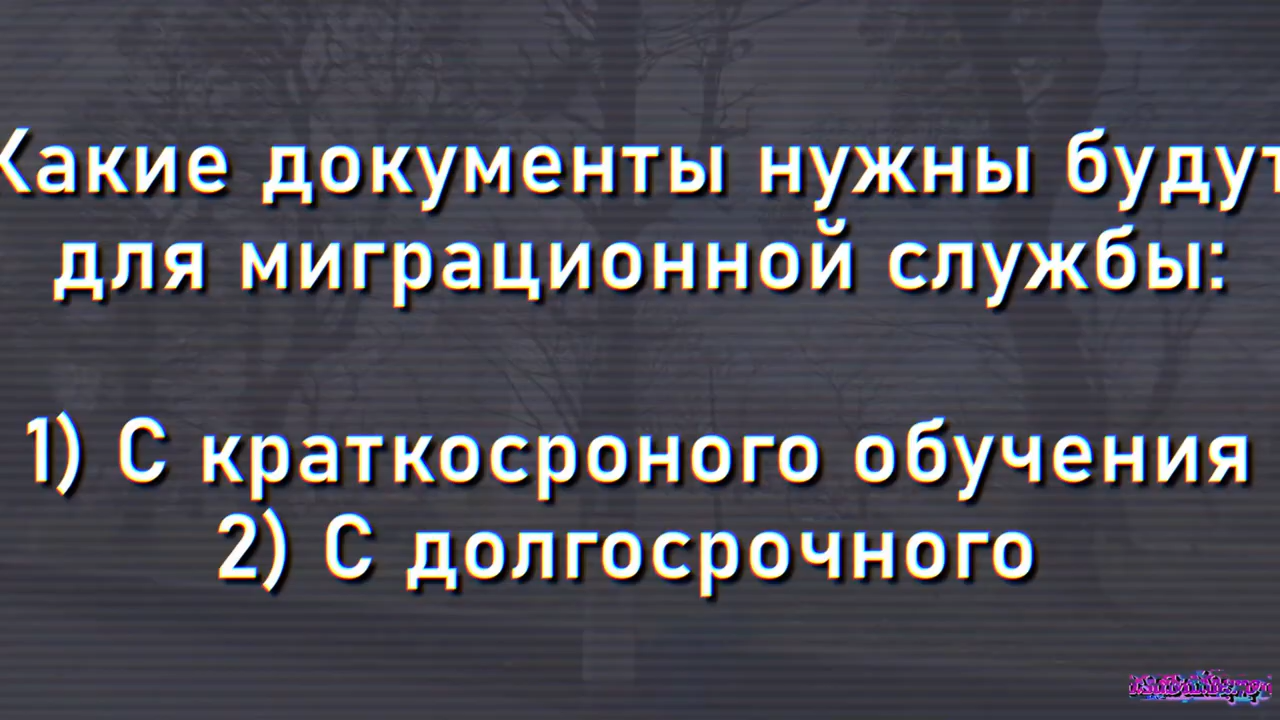 Какие документы нужны будут
для миграционной службы:
1) С краткосроного обучения
2) С долгосрочного